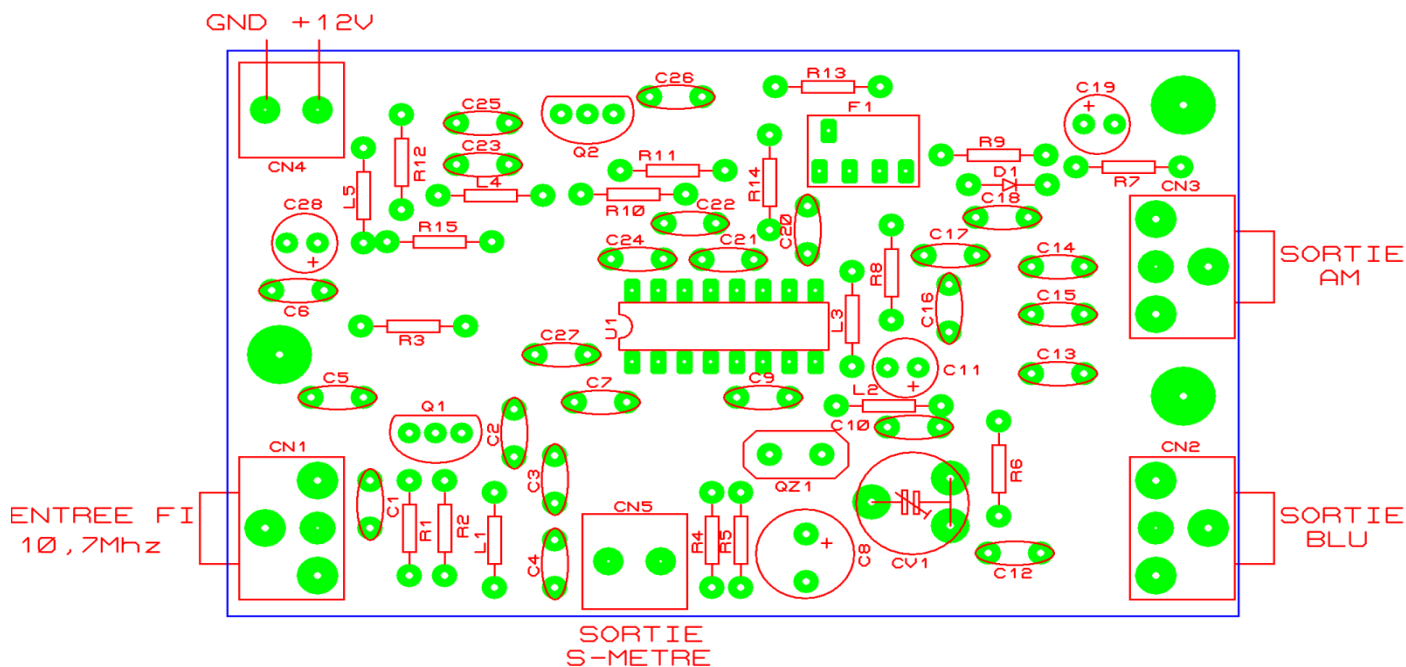 GND +12V
C26
R13
C25
F1
C19
Q2
CN4
R12
C23
R11
R9
L5
L4
R14
D1
R7
CN3
C28
R10
C22
C18
R15
C20
C24
C21
C17
C14
SORTIE
AM
R8
C6
C16
C15
U1
L3
R3
C27
C13
C11
C5
C7
C9
L2
Q1
C2
C10
CN1
R6
CN2
C3
QZ1
ENTREE FI
10,7Mhz
C1
R1
R2
L1
CN5
R4
R5
C8
SORTIE
BLU
C4
CV1
C12
SORTIE
S-METRE